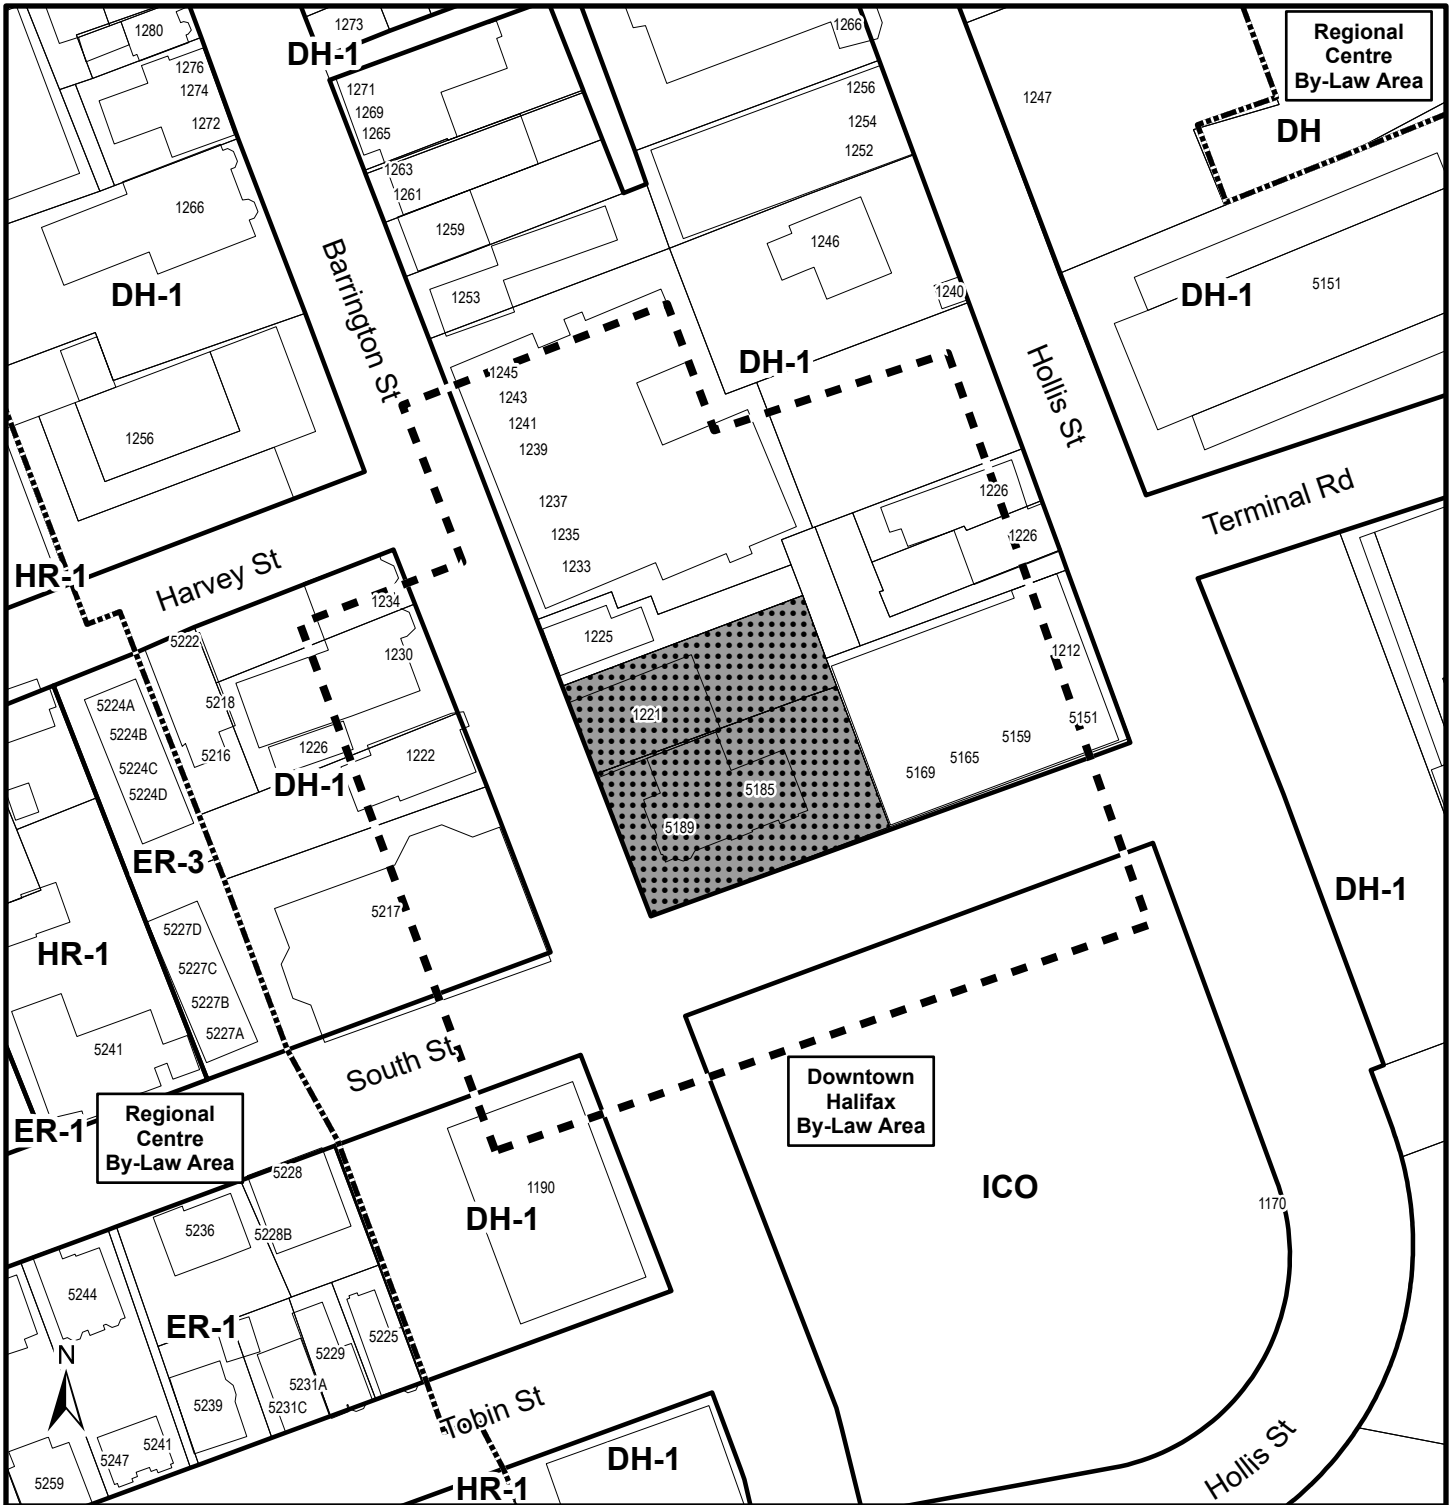 1280
1273
DH-1
1266
Regional
Centre
By-Law Area
1276
1274
1272
1271
1269
1265
1256
1254
1252
1247
DH
1263
1261
1259
1266
1246
1253
1240
5151
DH-1
DH-1
Barrington St
1245
1243
1241
1239
1237
1235
1233
DH-1
Hollis St
1256
1226
1226
Terminal Rd
HR-1
Harvey St
1234
1230
5222
5218
5216
5224A
5224B
5224C
5224D
1226
1222
DH-1
1225
1221
5185
5189
1212
5151
5159
5165
5169
ER-3
5217
DH-1
HR-1
5227D
5227C
5227B
5227A
5241
South St
ER-1
Regional
Centre
By-Law Area
Downtown
Halifax
By-Law Area
5228
5236
5228B
1190
DH-1
ICO
1170
5244
ER-1
5225
5229
5231A
5231C
5239
N
5241
5247
5259
Tobin St
HR-1
DH-1
Hollis St